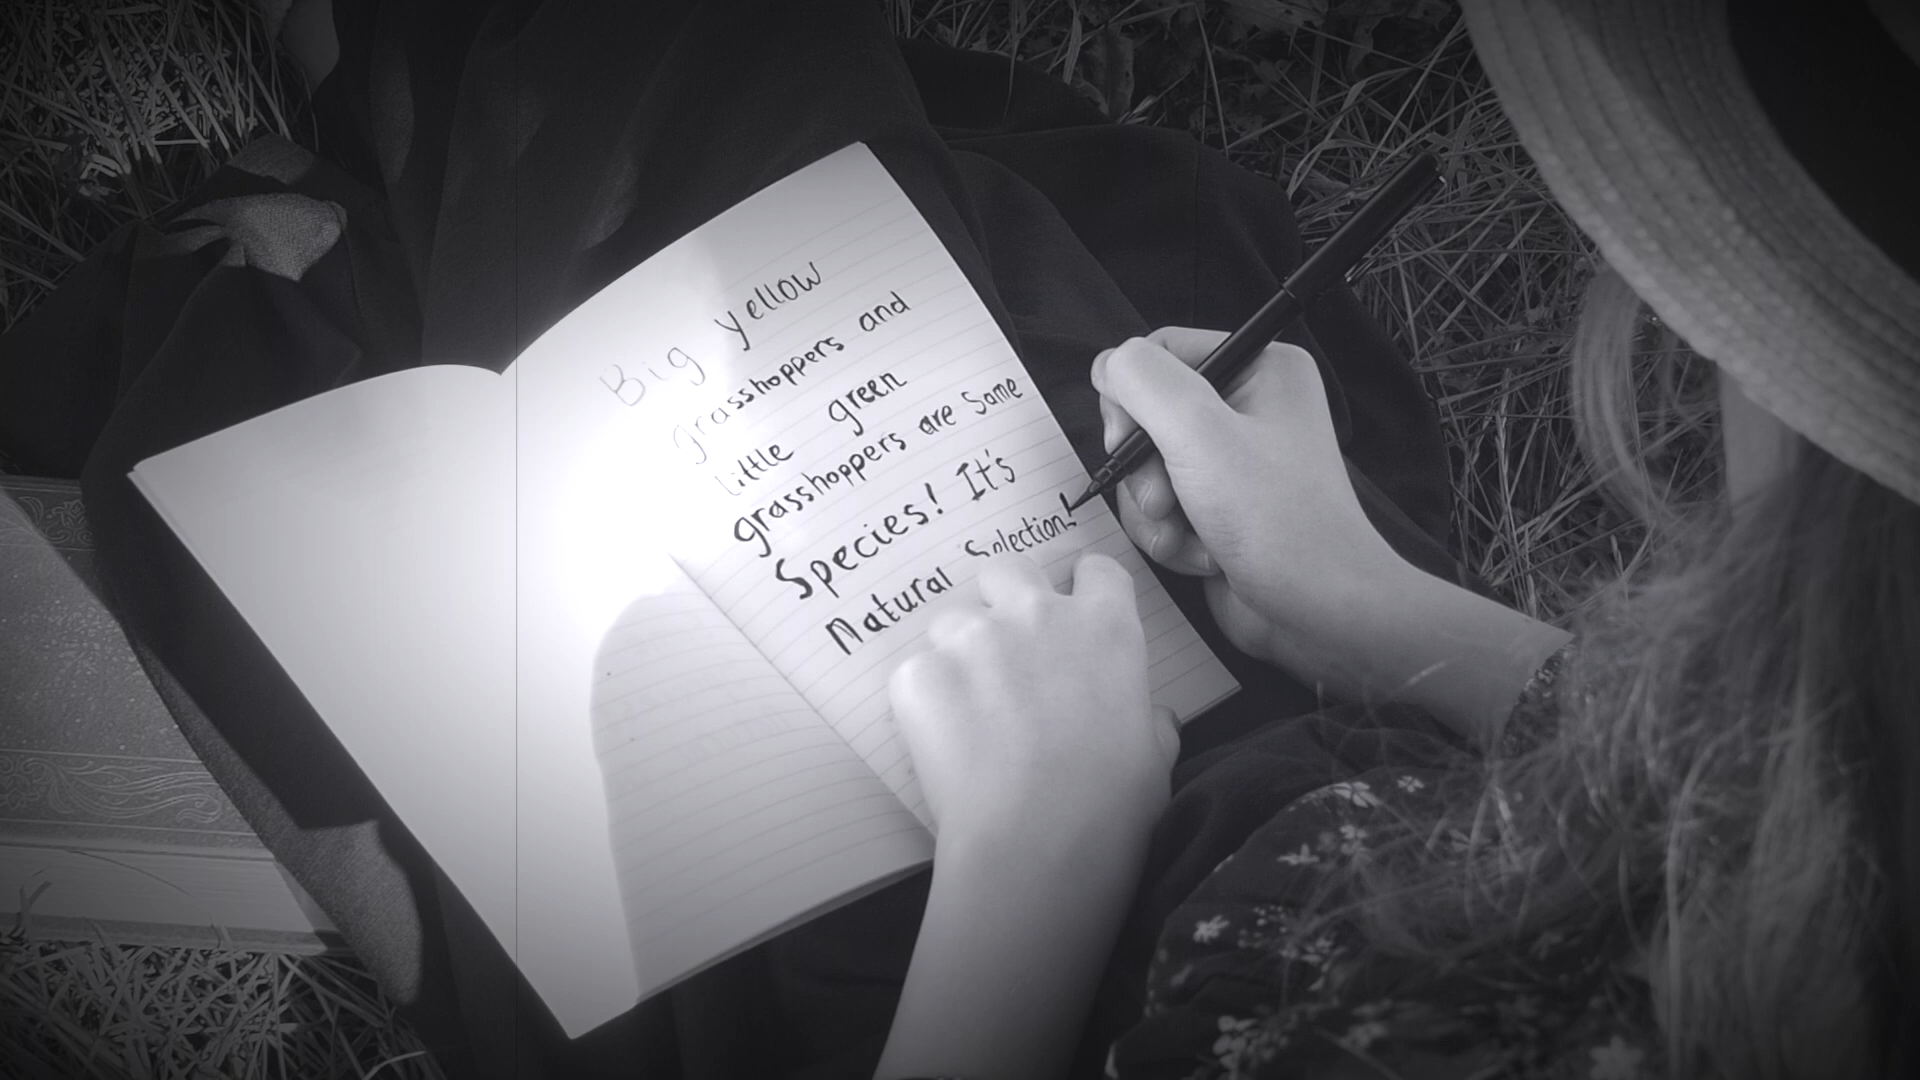 Big yellow
grasshoppers and
little green
grasshoppers are same
Species! It's
Natural Selection!